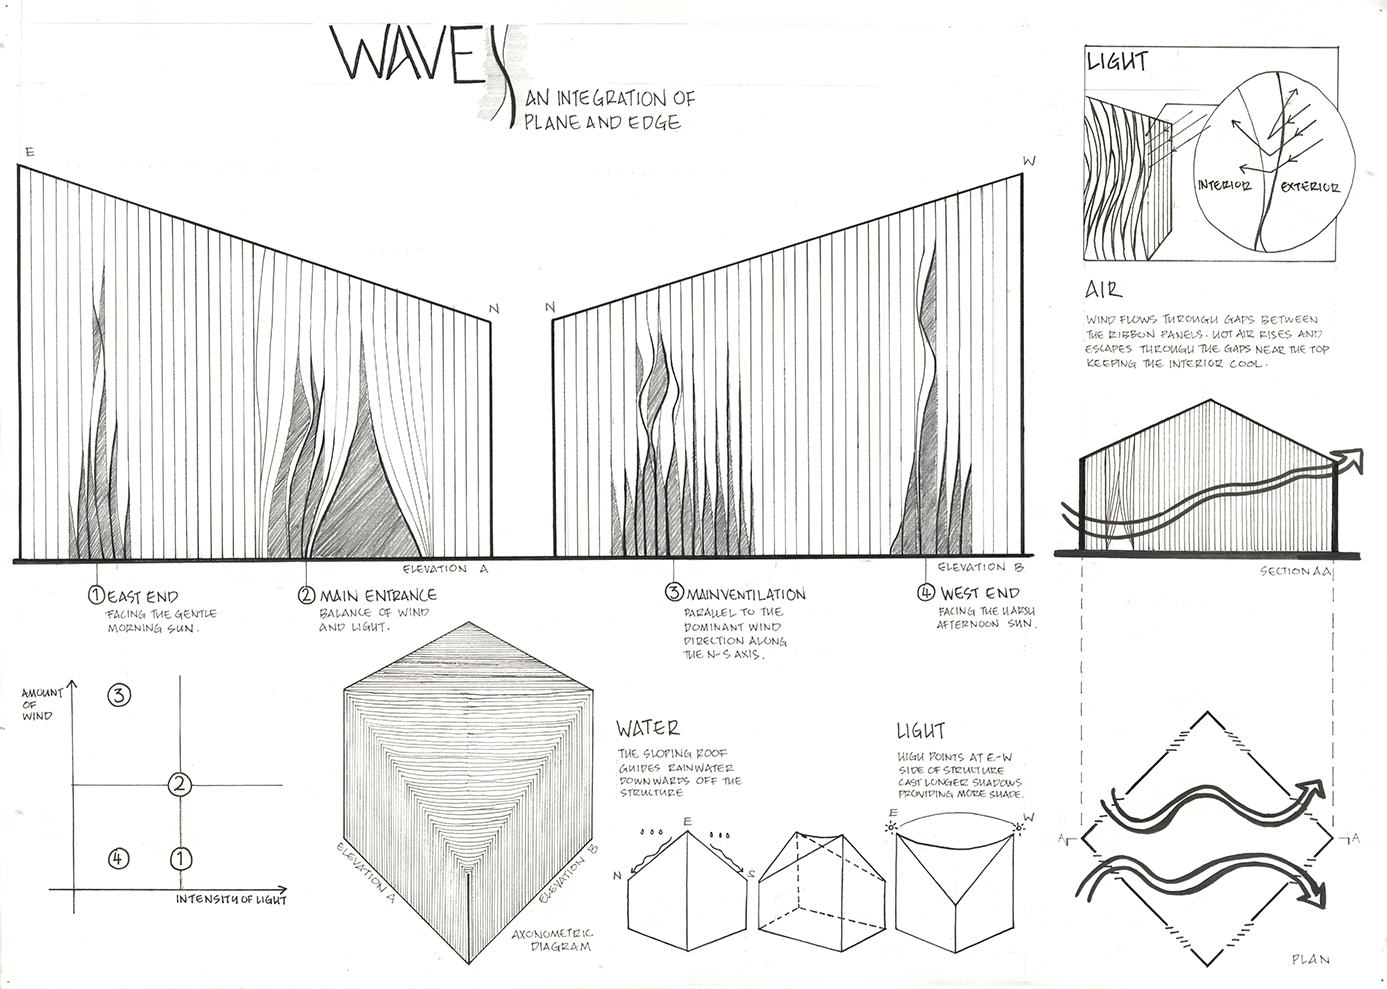 WAVES
AN INTEGRATION OF
PLANE AND EDGE
E
N
N
W
ELEVATION A
ELEVATION B
① EAST END
FACING THE GENTLE
MORNING SUN.
② MAIN ENTRANCE
BALANCE OF WIND
AND LIGHT.
③ MAIN VENTILATION
PARALLEL TO THE
DOMINANT WIND
DIRECTION ALONG
THE N-S AXIS.
④ WEST END
FACING THE HARSH
AFTERNOON SUN.
LIGHT
INTERIOR
EXTERIOR
AIR
WIND FLOWS THROUGH GAPS BETWEEN
THE RIBBON PANELS. HOT AIR RISES AND
ESCAPES THROUGH THE GAPS NEAR THE TOP
KEEPING THE INTERIOR COOL.
SECTION AA
AMOUNT
OF
WIND
③
②
④
①
INTENSITY OF LIGHT
ELEVATION A
ELEVATION B
AXONOMETRIC
DIAGRAM
WATER
THE SLOPING ROOF
GUIDES RAINWATER
DOWNWARDS OFF THE
STRUCTURE
E
N
S
LIGHT
HIGH POINTS AT E-W
SIDE OF STRUCTURE
CAST LONGER SHADOWS
PROVIDING MORE SHADE.
E
W
A
A
PLAN